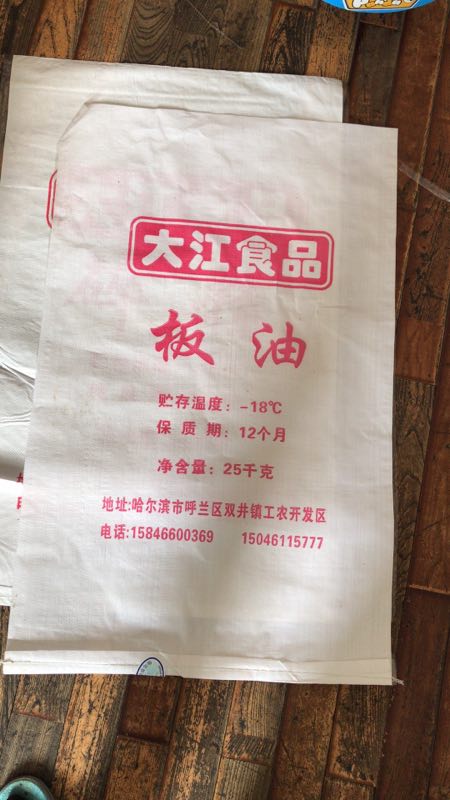 大江食品
板油
贮存温度：-18℃
保质期：12个月
净含量：25千克
地址:哈尔滨市呼兰区双井镇工农开发区
电话:15846600369 15046115777